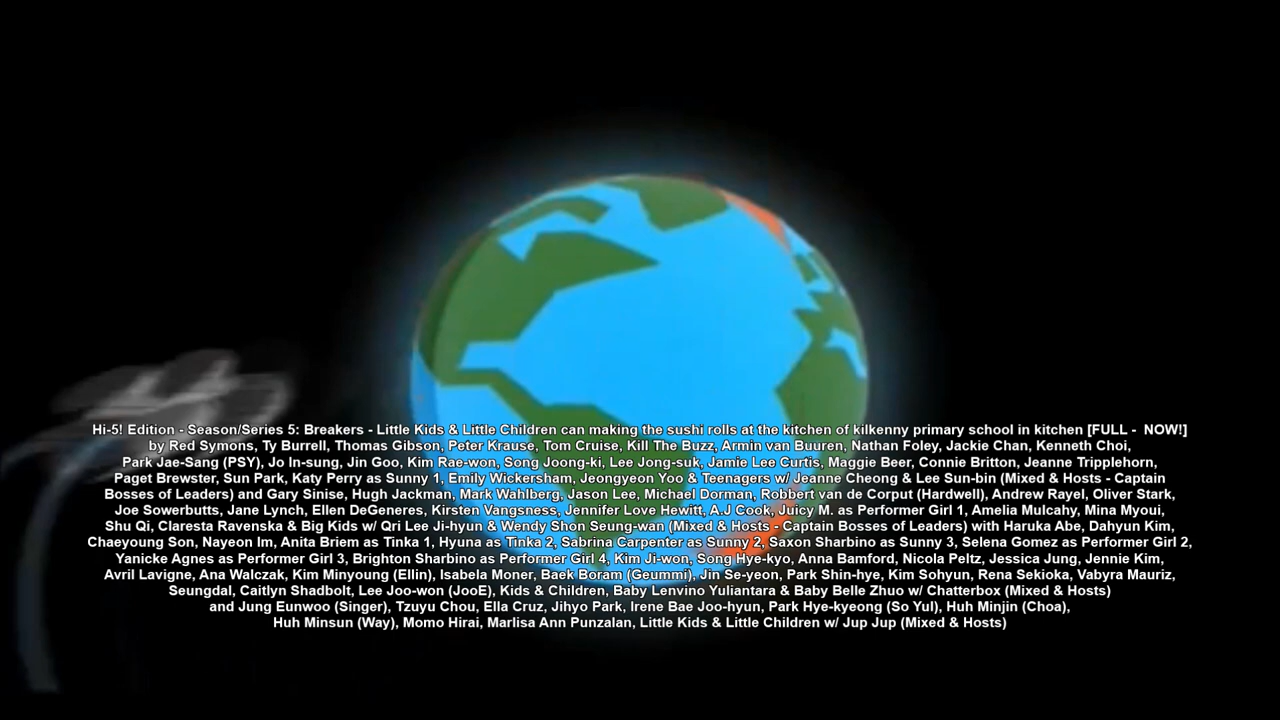 Hi-5! Edition - Season/Series 5: Breakers - Little Kids & Little Children can making the sushi rolls at the kitchen of kilkenny primary school in kitchen [FULL - NOW!]
by Red Symons, Ty Burrell, Thomas Gibson, Peter Krause, Tom Cruise, Kill The Buzz, Armin van Buuren, Nathan Foley, Jackie Chan, Kenneth Choi,
Park Jae-Sang (PSY), Jo In-sung, Jin Goo, Kim Rae-won, Song Joong-ki, Lee Jong-suk, Jamie Lee Curtis, Maggie Beer, Connie Britton, Jeanne Tripplehorn,
Paget Brewster, Sun Park, Katy Perry as Sunny 1, Emily Wickersham, Jeongyeon Yoo & Teenagers w/ Jeanne Cheong & Lee Sun-bin (Mixed & Hosts - Captain
Bosses of Leaders) and Gary Sinise, Hugh Jackman, Mark Wahlberg, Jason Lee, Michael Dorman, Robbert van de Corput (Hardwell), Andrew Rayel, Oliver Stark,
Joe Sowerbutts, Jane Lynch, Ellen DeGeneres, Kirsten Vangsness, Jennifer Love Hewitt, A.J Cook, Juicy M. as Performer Girl 1, Amelia Mulcahy, Mina Myoui,
Shu Qi, Claresta Ravenska & Big Kids w/ Qri Lee Ji-hyun & Wendy Shon Seung-wan (Mixed & Hosts - Captain Bosses of Leaders) with Haruka Abe, Dahyun Kim,
Chaeyoung Son, Nayeon Im, Anita Briem as Tinka 1, Hyuna as Tinka 2, Sabrina Carpenter as Sunny 2, Saxon Sharbino as Sunny 3, Selena Gomez as Performer Girl 2,
Yanicke Agnes as Performer Girl 3, Brighton Sharbino as Performer Girl 4, Kim Ji-won, Song Hye-kyo, Anna Bamford, Nicola Peltz, Jessica Jung, Jennie Kim,
Avril Lavigne, Ana Walczak, Kim Minyoung (Ellin), Isabela Moner, Baek Boram (Geummi), Jin Se-yeon, Park Shin-hye, Kim Sohyun, Rena Sekioka, Vabyra Mauriz,
Seungdal, Caitlyn Shadbolt, Lee Joo-won (JooE), Kids & Children, Baby Lenvino Yuliantara & Baby Belle Zhuo w/ Chatterbox (Mixed & Hosts)
and Jung Eunwoo (Singer), Tzuyu Chou, Ella Cruz, Jihyo Park, Irene Bae Joo-hyun, Park Hye-kyeong (So Yul), Huh Minjin (Choa),
Huh Minsun (Way), Momo Hirai, Marlisa Ann Punzalan, Little Kids & Little Children w/ Jup Jup (Mixed & Hosts)